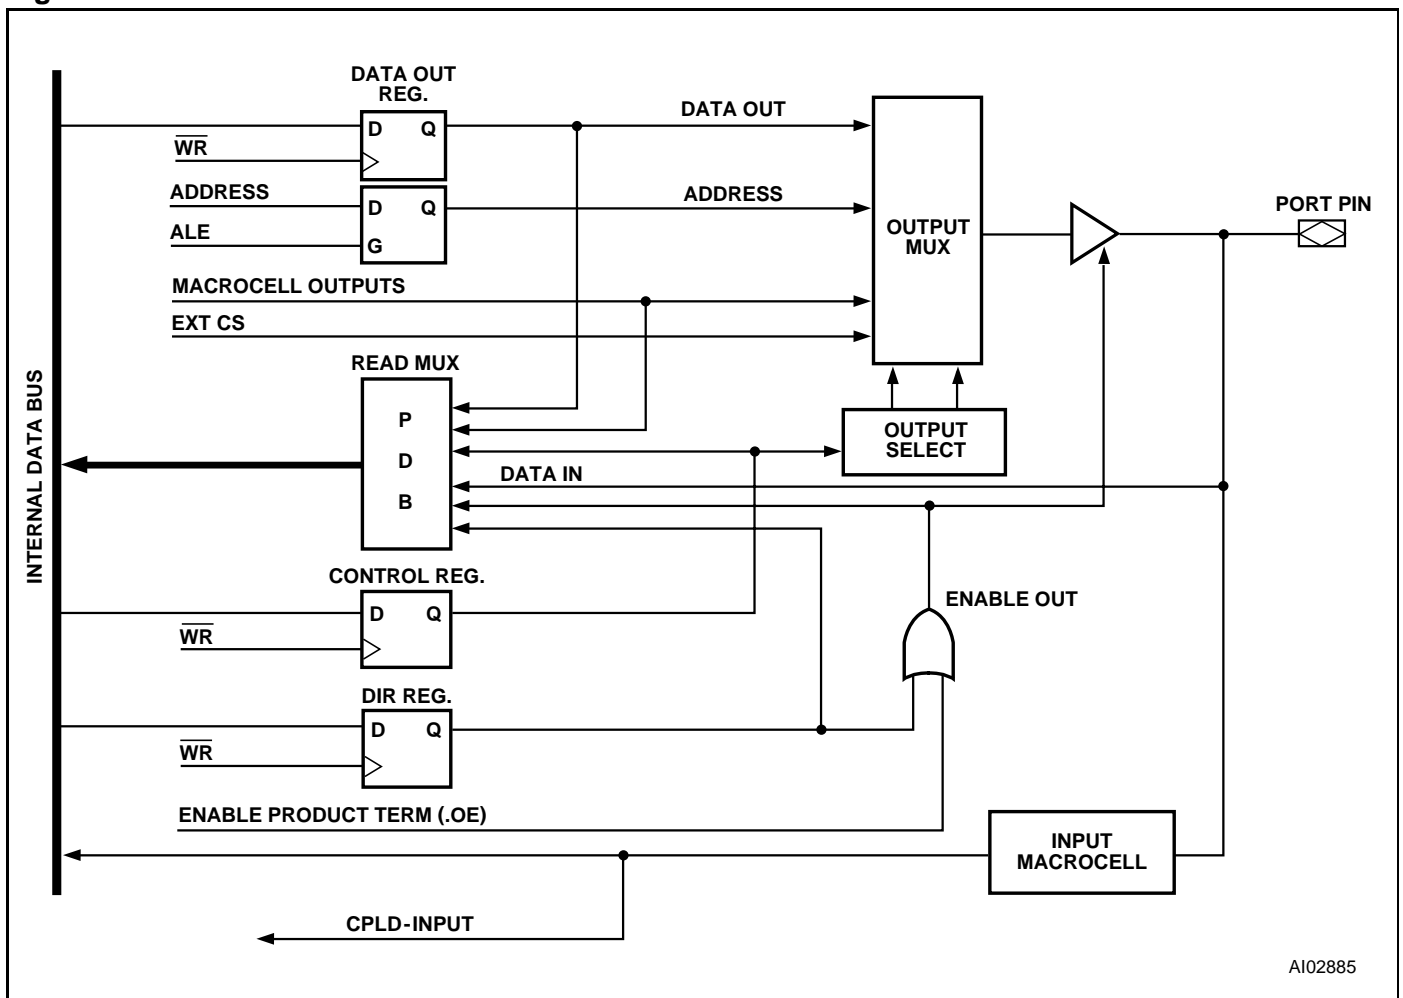 DATA OUT
REG.
DATA OUT
D Q
WR
ADDRESS
D Q
ADDRESS
ALE
G
OUTPUT
MUX
PORT PIN
MACROCELL OUTPUTS
EXT CS
READ MUX
P
D
B
OUTPUT
SELECT
DATA IN
INTERNAL DATA BUS
CONTROL REG.
D Q
WR
ENABLE OUT
DIR REG.
D Q
WR
ENABLE PRODUCT TERM (.OE)
INPUT
MACROCELL
CPLD-INPUT
AI02885